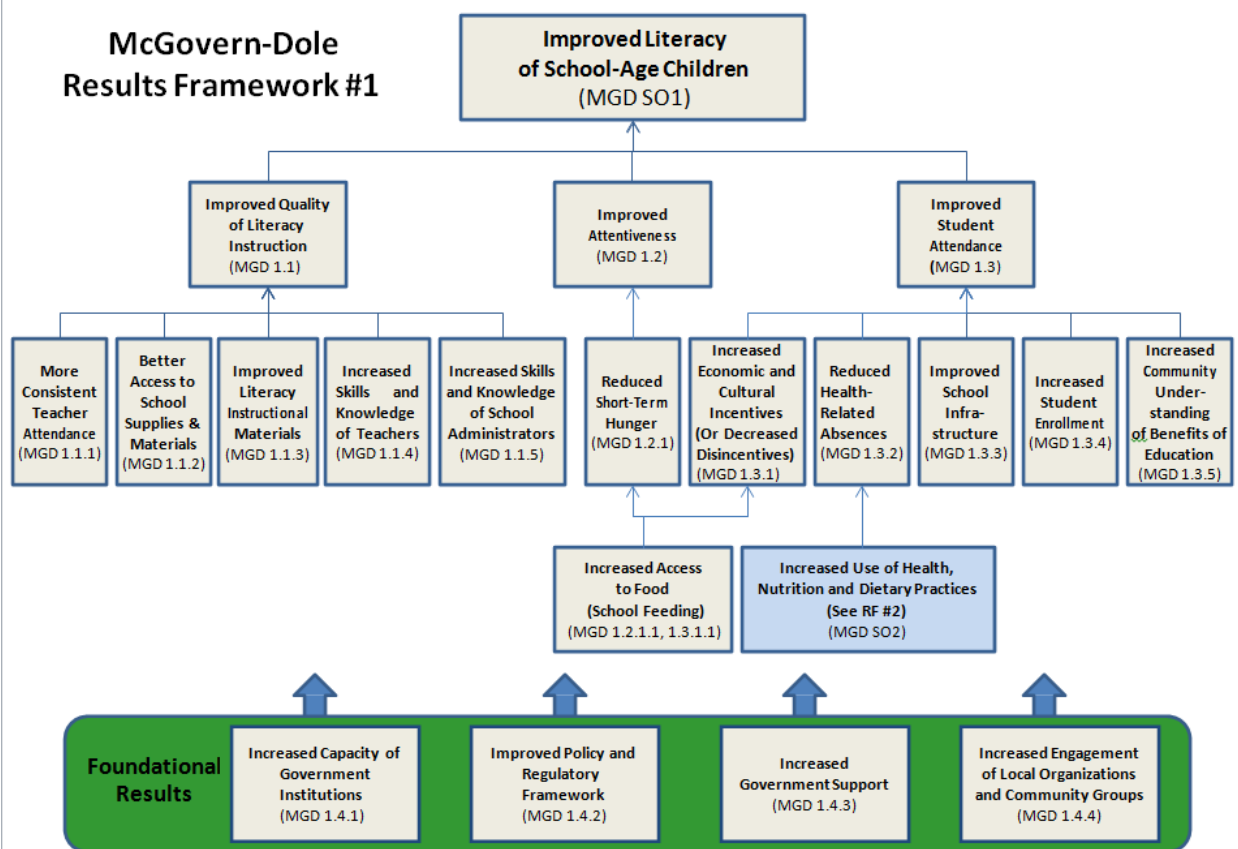 McGovern-Dole
Results Framework #1
Improved Literacy
of School-Age Children
(MGD SO1)
Improved Quality
of Literacy
Instruction
(MGD 1.1)
Improved
Attentiveness
(MGD 1.2)
Improved
Student
Attendance
(MGD 1.3)
More
Consistent
Teacher
Attendance
(MGD 1.1.1)
Better
Access to
School
Supplies &
Materials
(MGD 1.1.2)
Improved
Literacy
Instructional
Materials
(MGD 1.1.3)
Increased
Skills and
Knowledge
of Teachers
(MGD 1.1.4)
Increased Skills
and Knowledge
of School
Administrators
(MGD 1.1.5)
Reduced
Short-Term
Hunger
(MGD 1.2.1)
Increased
Economic and
Cultural
Incentives
(Or Decreased
Disincentives)
(MGD 1.3.1)
Reduced
Health-
Related
Absences
(MGD 1.3.2)
Improved
School
Infra-
structure
(MGD 1.3.3)
Increased
Student
Enrollment
(MGD 1.3.4)
Increased
Community
Under-
standing
of Benefits of
Education
(MGD 1.3.5)
Increased Access
to Food
(School Feeding)
(MGD 1.2.1.1, 1.3.1.1)
Increased Use of Health,
Nutrition and Dietary Practices
(See RF #2)
(MGD SO2)
Foundational
Results
Increased Capacity of
Government
Institutions
(MGD 1.4.1)
Improved Policy and
Regulatory
Framework
(MGD 1.4.2)
Increased
Government Support
(MGD 1.4.3)
Increased Engagement
of Local Organizations
and Community Groups
(MGD 1.4.4)